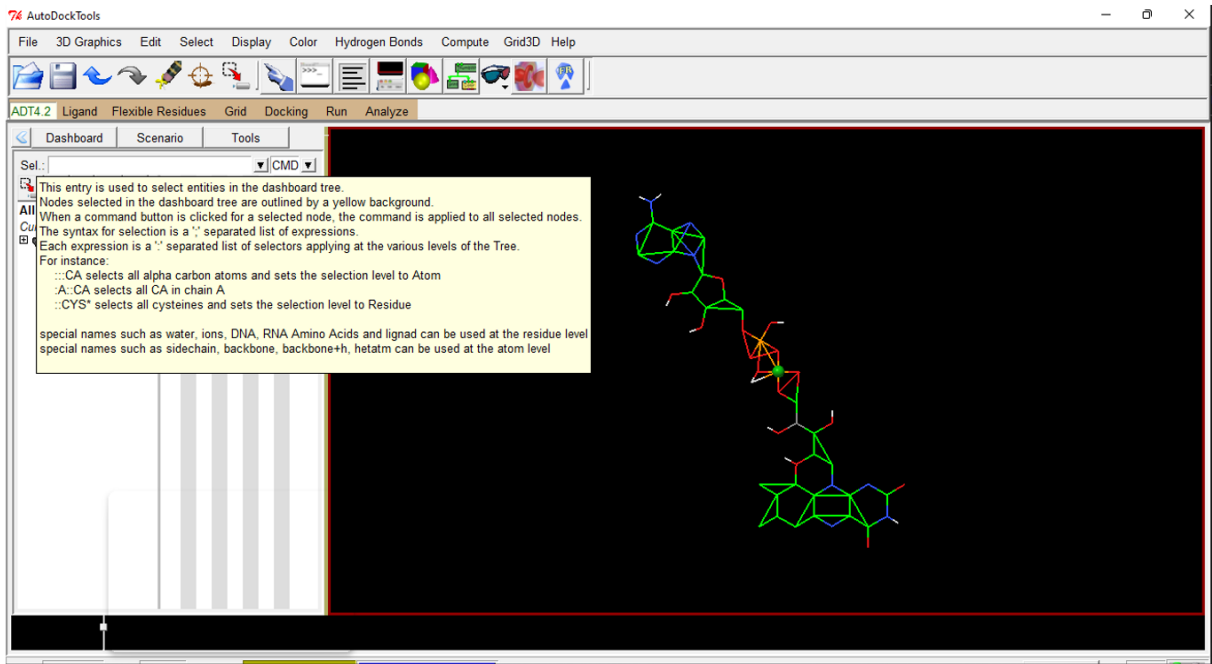 AutoDockTools
File 3D Graphics Edit Select Display Color Hydrogen Bonds Compute Grid3D Help
ADT4.2 Ligand Flexible Residues Grid Docking Run Analyze
Dashboard Scenario Tools
Sel.: CMD
This entry is used to select entities in the dashboard tree.
Nodes selected in the dashboard tree are outlined by a yellow background.
When a command button is clicked for a selected node, the command is applied to all selected nodes.
The syntax for selection is a ';' separated list of expressions.
Each expression is a ':' separated list of selectors applying at the various levels of the Tree.
For instance:
:::CA selects all alpha carbon atoms and sets the selection level to Atom
:A::CA selects all CA in chain A
::CYS* selects all cysteines and sets the selection level to Residue
special names such as water, ions, DNA, RNA Amino Acids and lignad can be used at the residue level
special names such as sidechain, backbone, backbone+h, hetatm can be used at the atom level